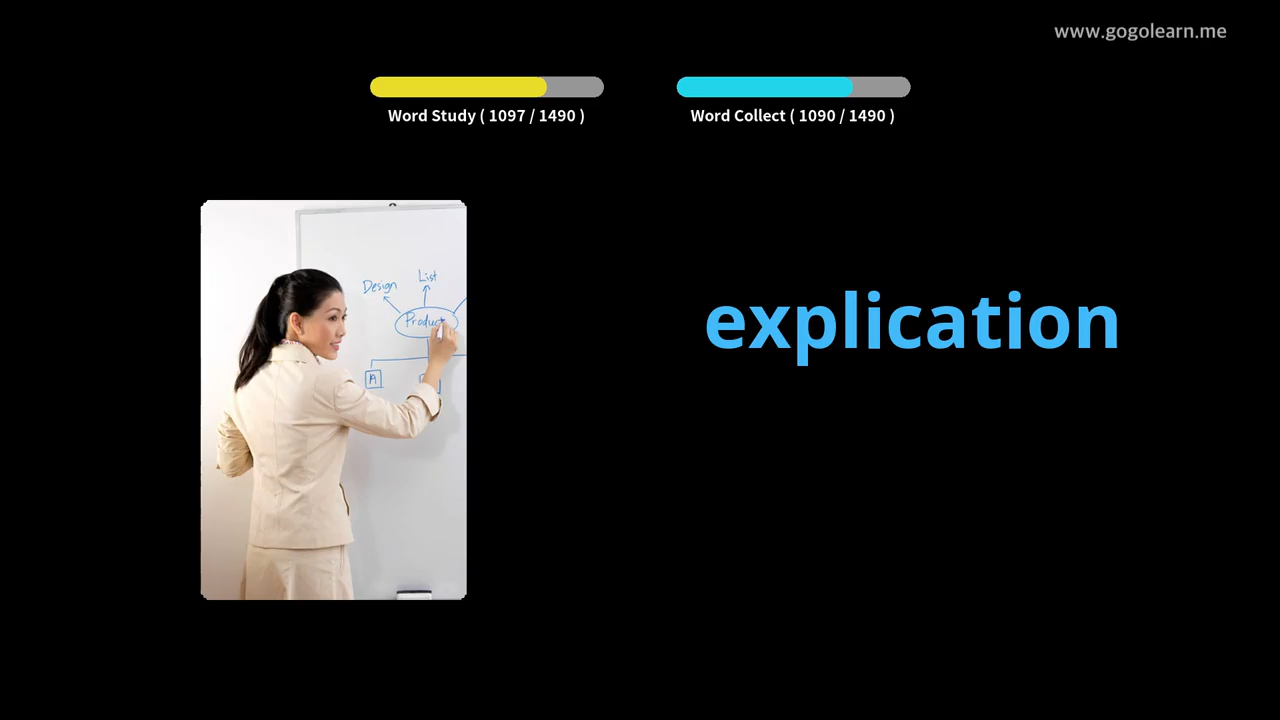 www.gogolearn.me
Word Study ( 1097 / 1490 )
Word Collect ( 1090 / 1490 )
List
Design
Product
A
explication